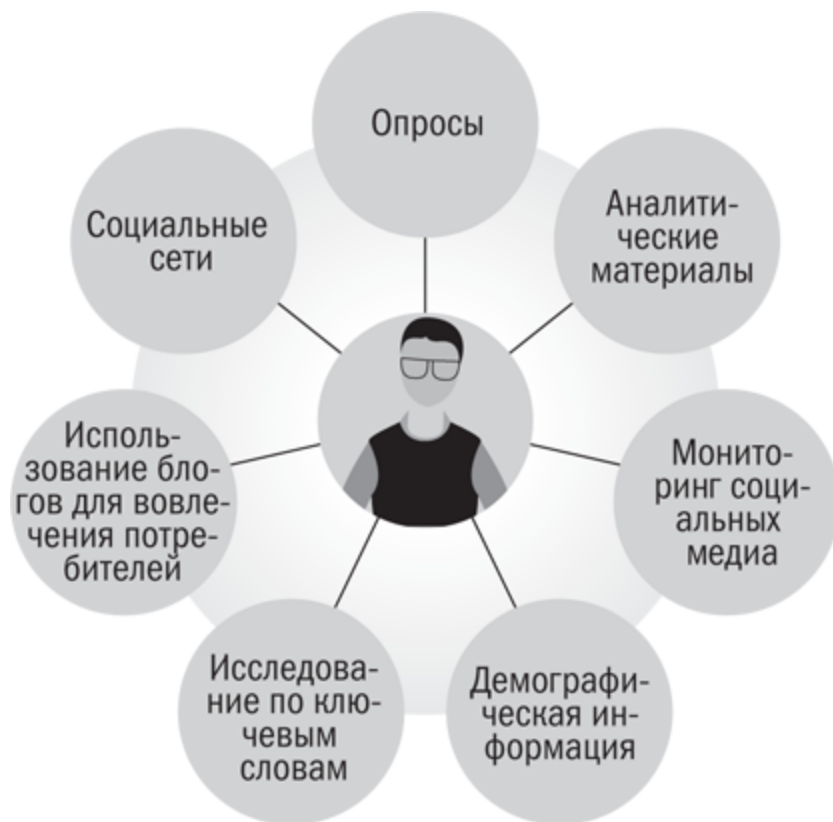 Опросы
Аналити-
ческие
материалы
Монито-
ринг соци-
альных
медиа
Демографи-
ческая ин-
формация
Исследова-
ние по клю-
чевым
словам
Исполь-
зование бло-
гов для вовле-
чения потре-
бителей
Социальные
сети